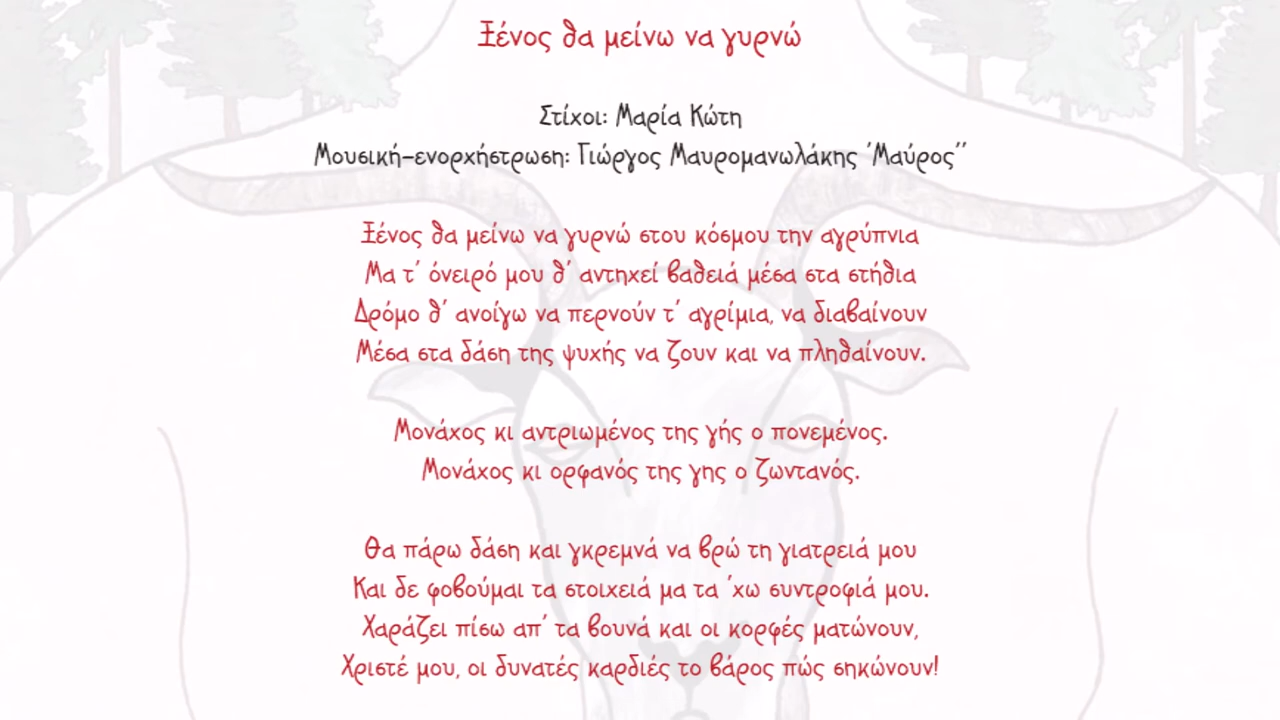 Ξένος θα μείνω να γυρνώ
Στίχοι: Μαρία Κώτη
Μουσική-ενορχήστρωση: Γιώργος Μαυρομανωλάκης ‘Μαύρος’’
Ξένος θα μείνω να γυρνώ στου κόσμου την αγρύπνια
Μα τ’ όνειρό μου θ’ αντηχεί βαθειά μέσα στα στήθια
Δρόμο θ’ ανοίγω να περνούν τ’ αγρίμια, να διαβαίνουν
Μέσα στα δάση της ψυχής να ζουν και να πληθαίνουν.
Μονάχος κι αντριωμένος της γής ο πονεμένος.
Μονάχος κι ορφανός της γης ο ζωντανός.
Θα πάρω δάση και γκρεμνά να βρώ τη γιατρειά μου
Και δε φοβούμαι τα στοιχειά μα τα ‘χω συντροφιά μου.
Χαράζει πίσω απ’ τα βουνά και οι κορφές ματώνουν,
Χριστέ μου, οι δυνατές καρδιές το βάρος πώς σηκώνουν!